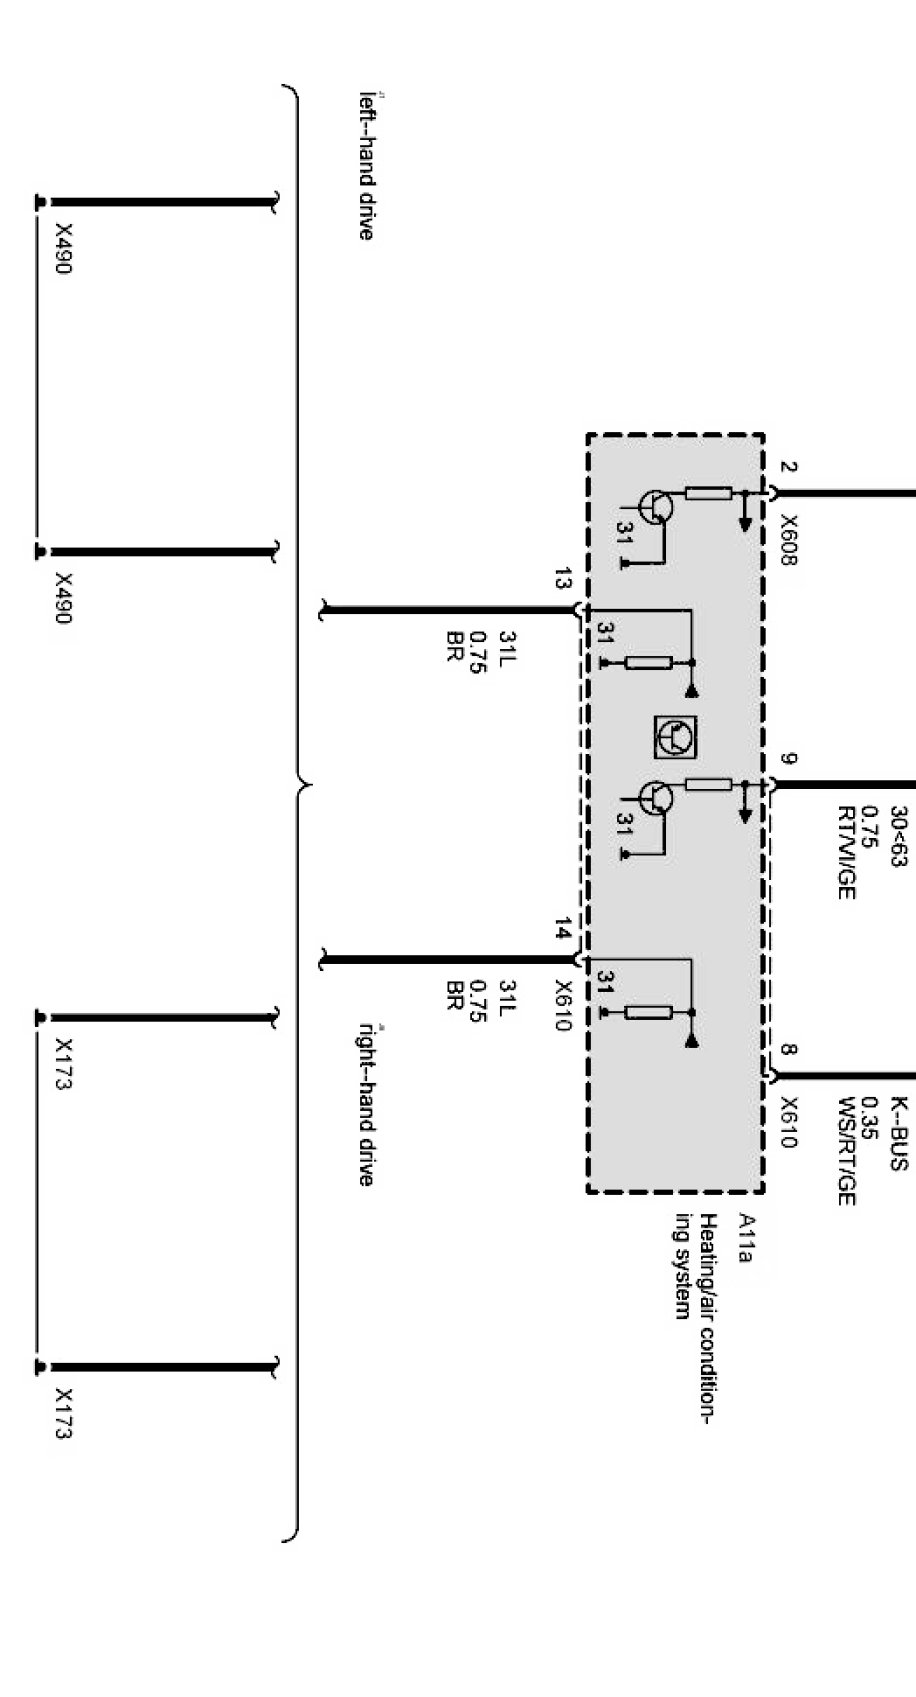 2
X608
9
30<63
0.75
RT/VI/GE
8
X610
K--BUS
0.35
WS/RT/GE
31
31
31
31
A11a
Heating/air condition-
ing system
13
31L
0.75
BR
14
X610
31L
0.75
BR
left--hand drive
right--hand drive
X490
X490
X173
X173